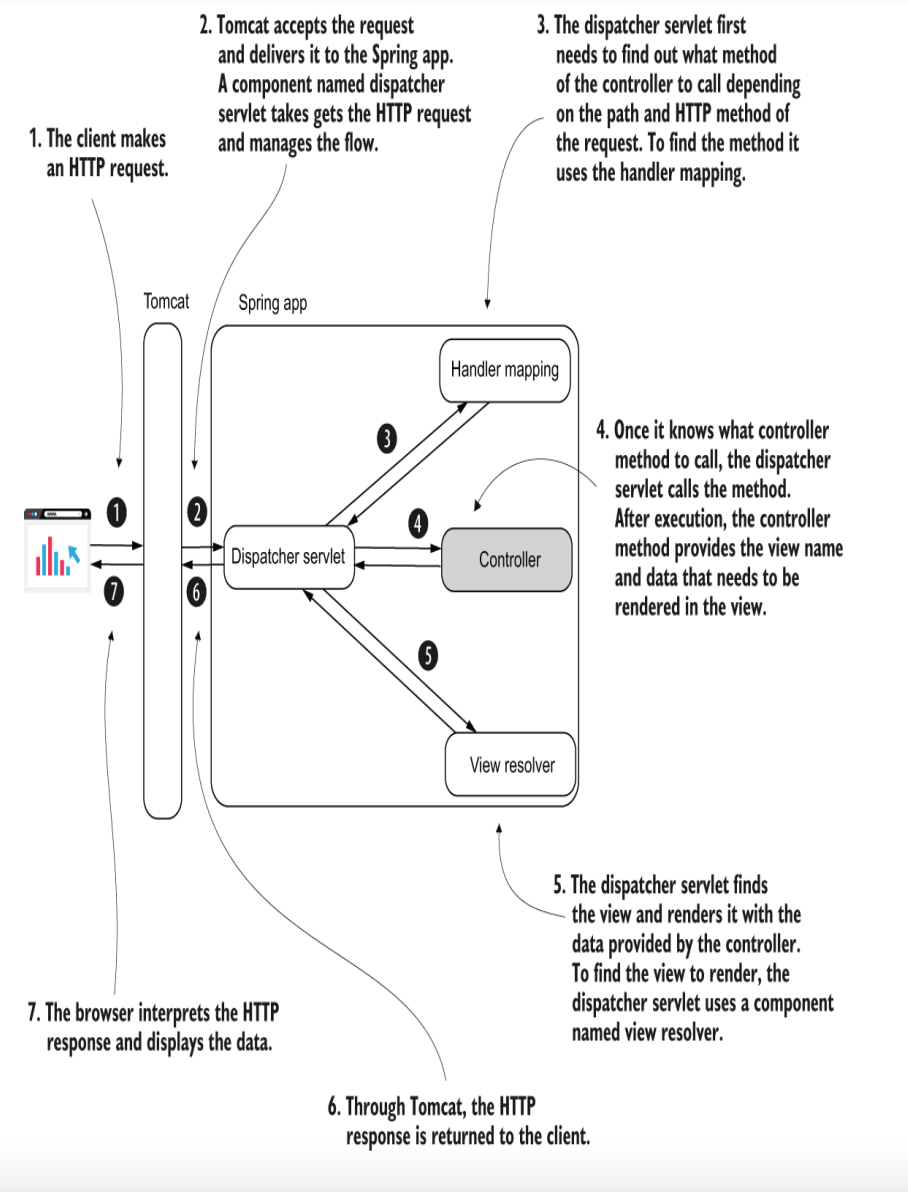 2. Tomcat accepts the request
and delivers it to the Spring app.
A component named dispatcher
servlet takes gets the HTTP request
and manages the flow.
3. The dispatcher servlet first
needs to find out what method
of the controller to call depending
on the path and HTTP method of
the request. To find the method it
uses the handler mapping.
1. The client makes
an HTTP request.
Tomcat
Spring app
Handler mapping
3
4. Once it knows what controller
method to call, the dispatcher
servlet calls the method.
After execution, the controller
method provides the view name
and data that needs to be
rendered in the view.
1
2
4
Dispatcher servlet
Controller
7
6
5
View resolver
5. The dispatcher servlet finds
the view and renders it with the
data provided by the controller.
To find the view to render, the
dispatcher servlet uses a component
named view resolver.
7. The browser interprets the HTTP
response and displays the data.
6. Through Tomcat, the HTTP
response is returned to the client.